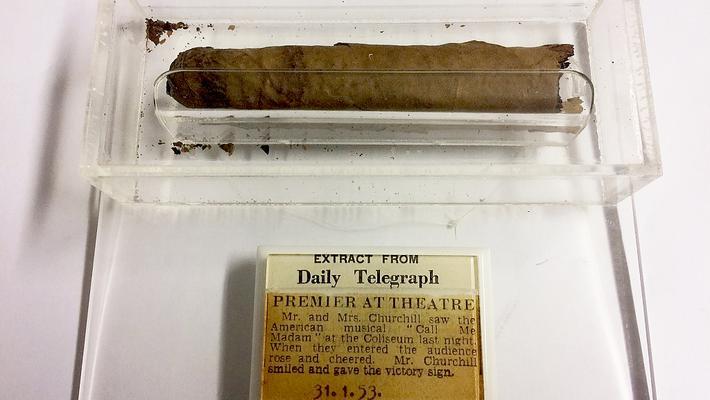 EXTRACT FROM
Daily Telegraph
PREMIER AT THEATRE
Mr. and Mrs. Churchill saw the
American musical "Call Me
Madam" at the Coliseum last night.
When they entered the audience
rose and cheered. Mr. Churchill
smiled and gave the victory sign.
31.1.53.